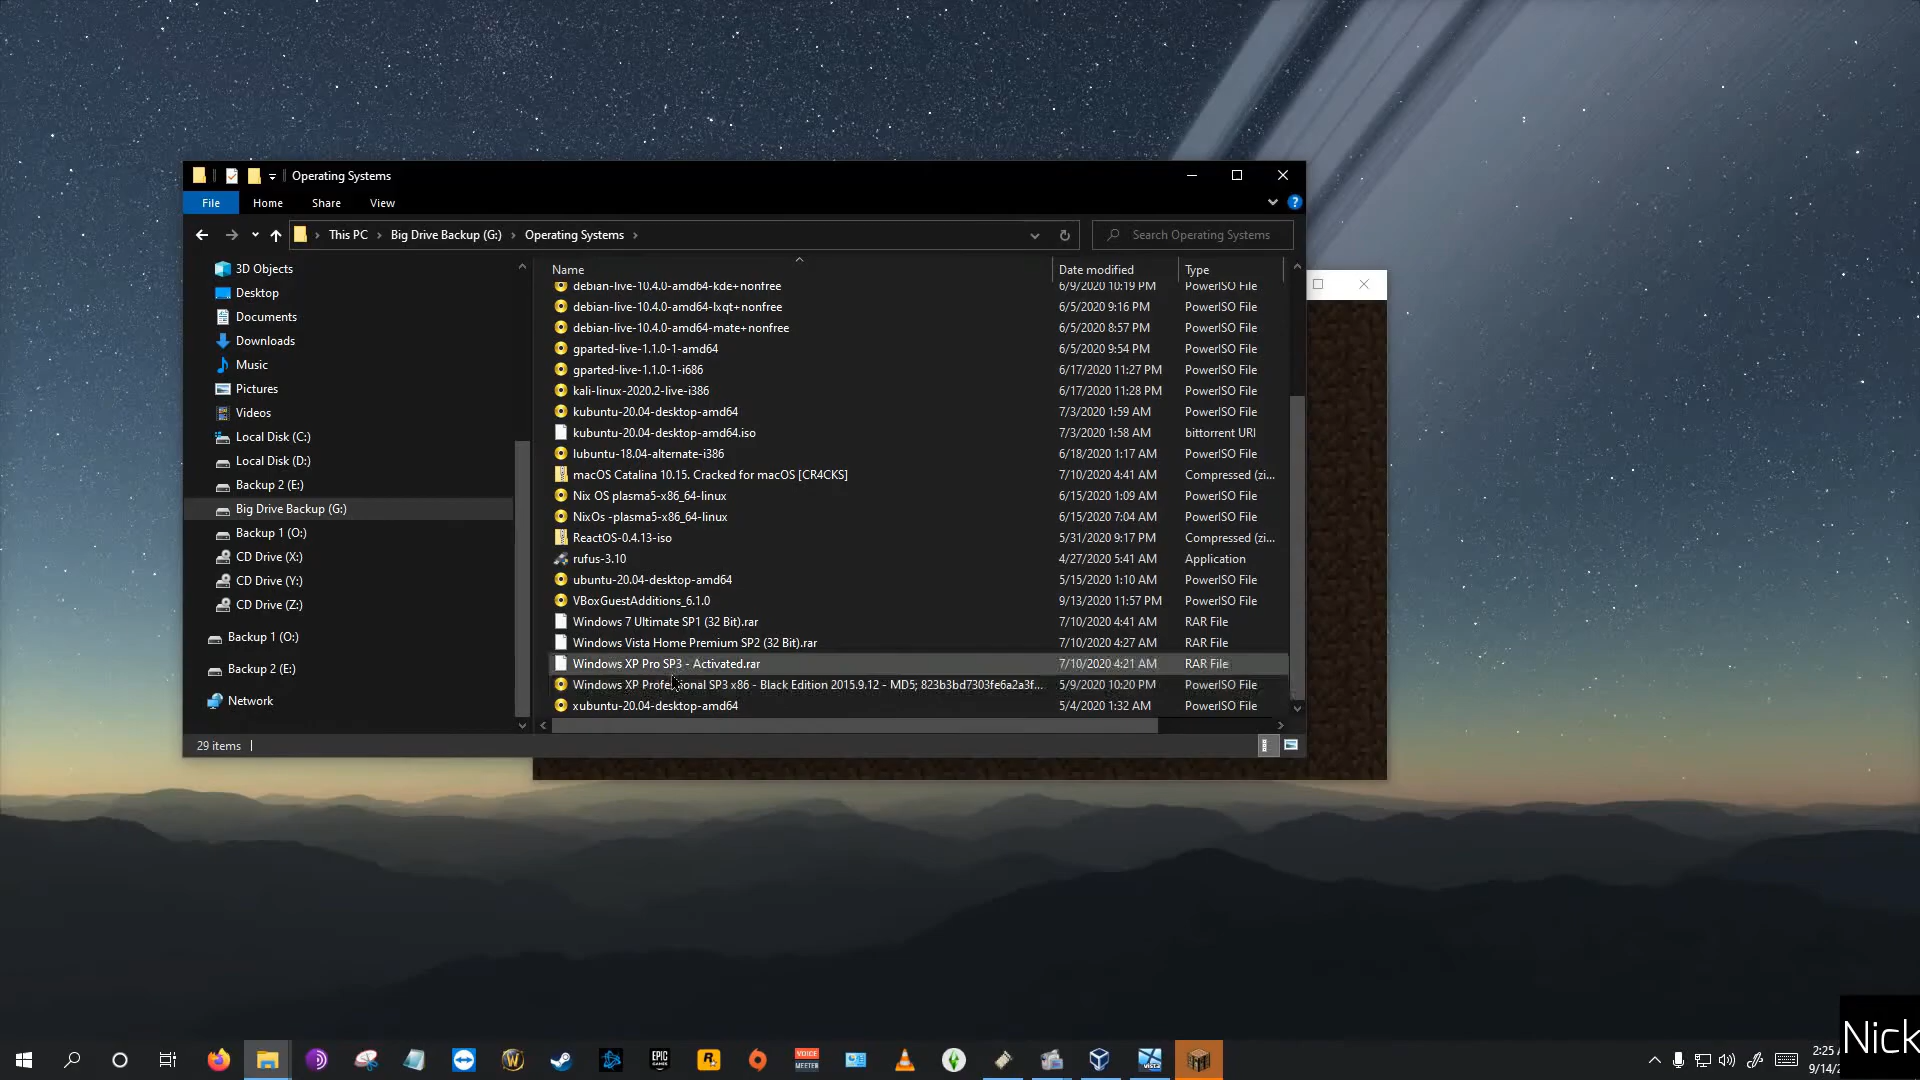 Operating Systems
File Home Share View
This PC Big Drive Backup (G:) Operating Systems Search Operating Systems
Name Date modified Type
3D Objects
Desktop
Documents
Downloads
Music
Pictures
Videos
Local Disk (C:)
Local Disk (D:)
Backup 2 (E:)
Big Drive Backup (G:)
Backup 1 (O:)
CD Drive (X:)
CD Drive (Y:)
CD Drive (Z:)
Backup 1 (O:)
Backup 2 (E:)
Network
debian-live-10.4.0-amd64-kde+nonfree 6/9/2020 10:19 PM PowerISO File
debian-live-10.4.0-amd64-lxqt+nonfree 6/5/2020 9:16 PM PowerISO File
debian-live-10.4.0-amd64-mate+nonfree 6/5/2020 8:57 PM PowerISO File
gparted-live-1.1.0-1-amd64 6/5/2020 9:54 PM PowerISO File
gparted-live-1.1.0-1-i686 6/17/2020 11:27 PM PowerISO File
kali-linux-2020.2-live-i386 6/17/2020 11:28 PM PowerISO File
kubuntu-20.04-desktop-amd64 7/3/2020 1:59 AM PowerISO File
kubuntu-20.04-desktop-amd64.iso 7/3/2020 1:58 AM bittorrent URI
lubuntu-18.04-alternate-i386 6/18/2020 1:17 AM PowerISO File
macOS Catalina 10.15. Cracked for macOS [CR4CKS] 7/10/2020 4:41 AM Compressed (zi...
Nix OS plasma5-x86_64-linux 6/15/2020 1:09 AM PowerISO File
NixOs -plasma5-x86_64-linux 6/15/2020 7:04 AM PowerISO File
ReactOS-0.4.13-iso 5/31/2020 9:17 PM Compressed (zi...
rufus-3.10 4/27/2020 5:41 AM Application
ubuntu-20.04-desktop-amd64 5/15/2020 1:10 AM PowerISO File
VBoxGuestAdditions_6.1.0 9/13/2020 11:57 PM PowerISO File
Windows 7 Ultimate SP1 (32 Bit).rar 7/10/2020 4:41 AM RAR File
Windows Vista Home Premium SP2 (32 Bit).rar 7/10/2020 4:27 AM RAR File
Windows XP Pro SP3 - Activated.rar 7/10/2020 4:21 AM RAR File
Windows XP Professional SP3 x86 - Black Edition 2015.9.12 - MD5; 823b3bd7303fe6a2a3f... 5/9/2020 10:20 PM PowerISO File
xubuntu-20.04-desktop-amd64 5/4/2020 1:32 AM PowerISO File
29 items
EPIC GAMES
VOICE MEETER
VISTA
2:25
9/14/2
Nick